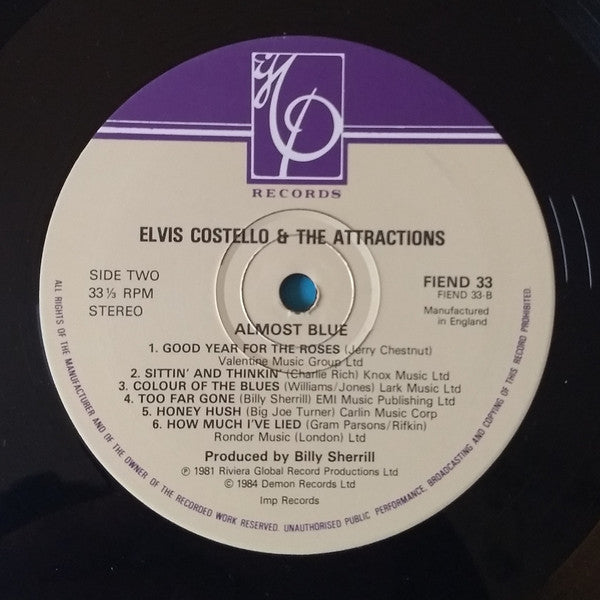 imp
RECORDS
ELVIS COSTELLO & THE ATTRACTIONS
SIDE TWO
33 ⅓ RPM
STEREO
FIEND 33
FIEND 33-B
Manufactured
in England
ALMOST BLUE
1. GOOD YEAR FOR THE ROSES (Jerry Chestnut)
Valentine Music Group Ltd
2. SITTIN' AND THINKIN' (Charlie Rich) Knox Music Ltd
3. COLOUR OF THE BLUES (Williams/Jones) Lark Music Ltd
4. TOO FAR GONE (Billy Sherrill) EMI Music Publishing Ltd
5. HONEY HUSH (Big Joe Turner) Carlin Music Corp
6. HOW MUCH I'VE LIED (Gram Parsons/Rifkin)
Rondor Music (London) Ltd
Produced by Billy Sherrill
℗ 1981 Riviera Global Record Productions Ltd
© 1984 Demon Records Ltd
Imp Records
ALL RIGHTS OF THE MANUFACTURER AND OF THE OWNER OF THE RECORDED WORK RESERVED. UNAUTHORISED PUBLIC PERFORMANCE, BROADCASTING AND COPYING OF THIS RECORD PROHIBITED.